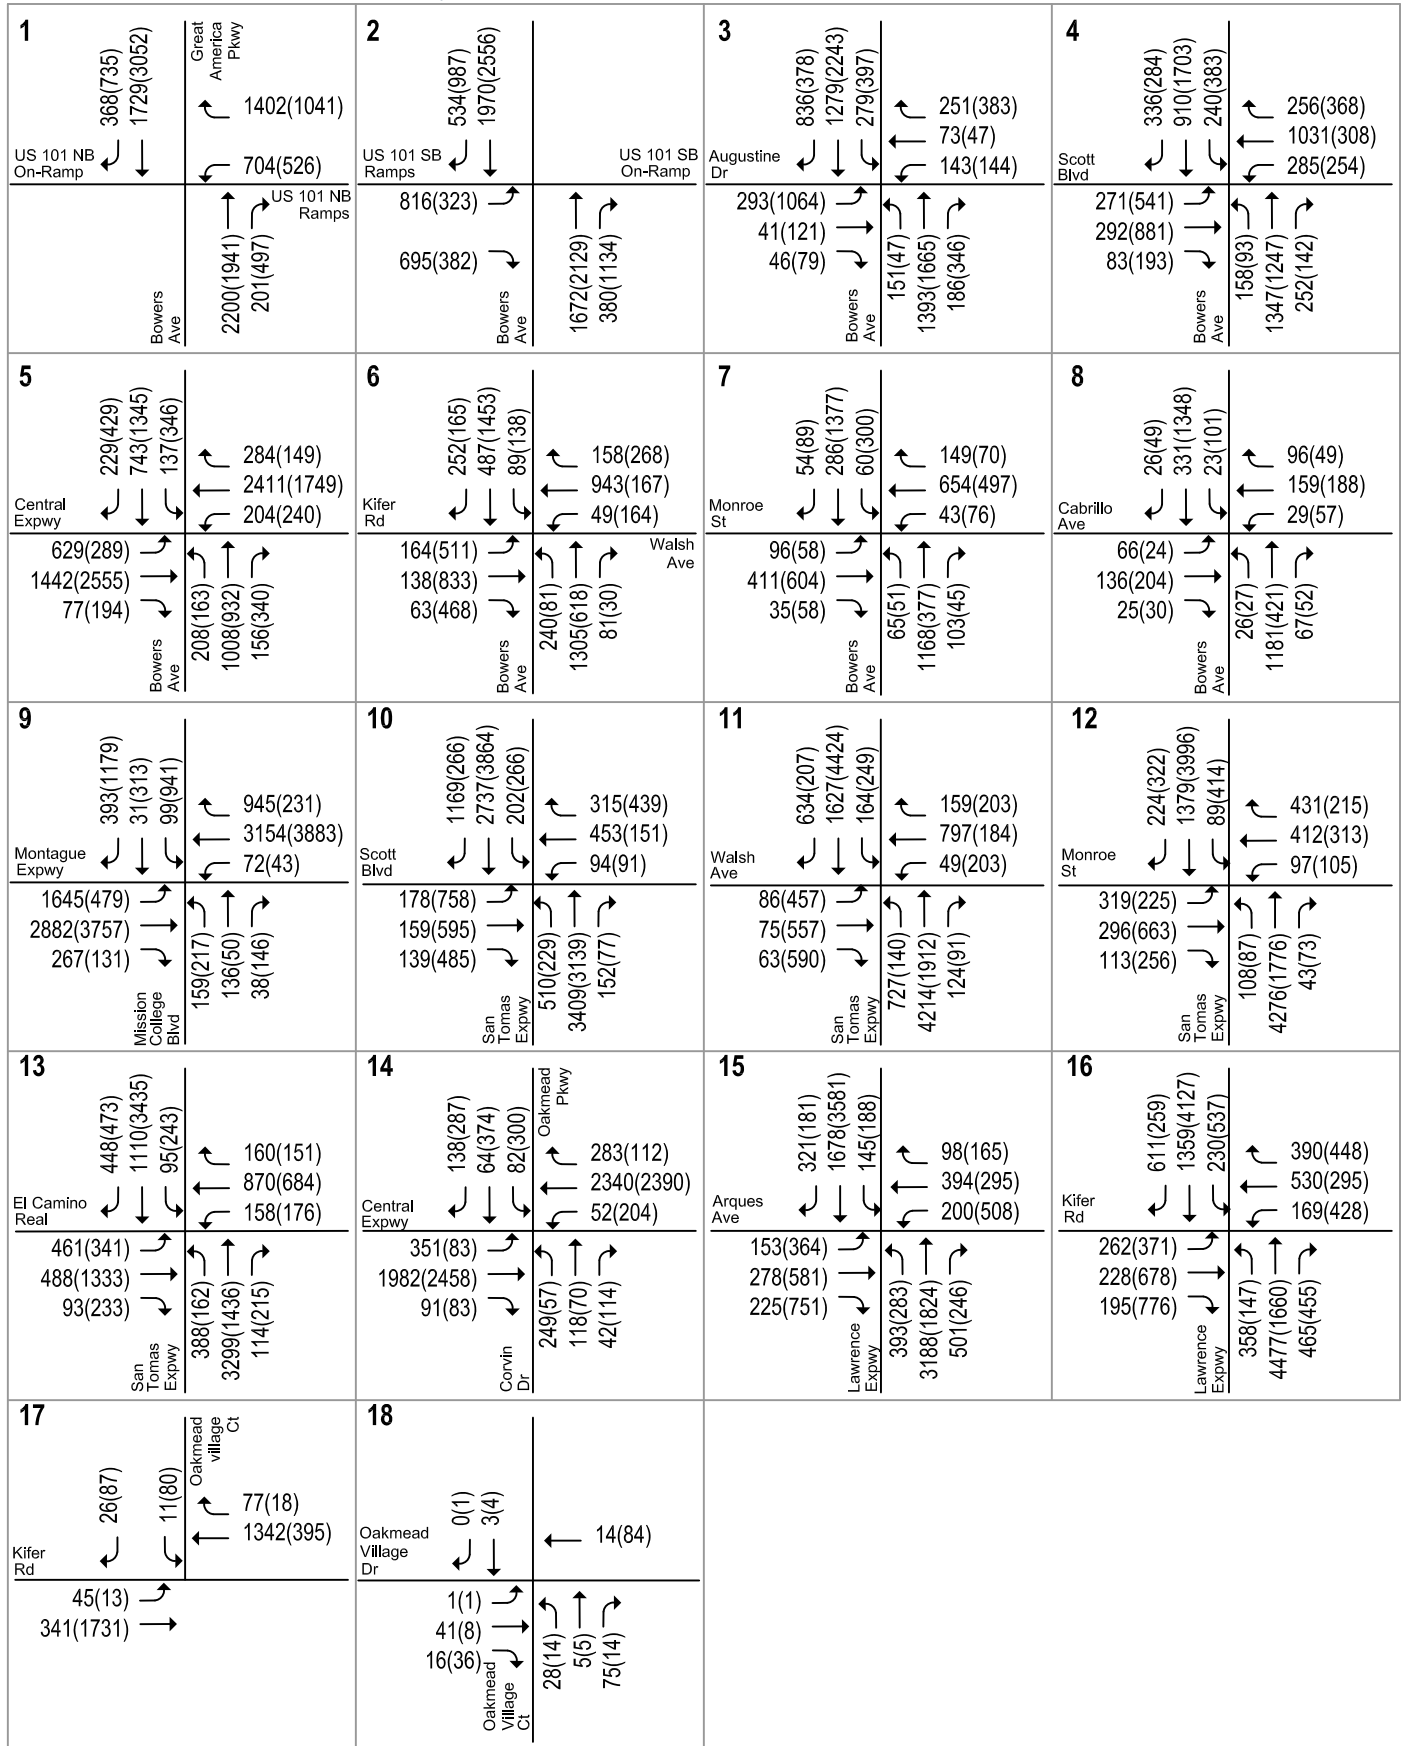 1
368(735)
1729(3052)
Great
America
Pkwy
1402(1041)
US 101 NB
On-Ramp
704(526)
US 101 NB
Ramps
2200(1941)
201(497)
Bowers
Ave
2
534(987)
1970(2556)
US 101 SB
Ramps
US 101 SB
On-Ramp
816(323)
695(382)
1672(2129)
380(1134)
Bowers
Ave
3
836(378)
1279(2243)
279(397)
251(383)
73(47)
143(144)
Augustine
Dr
293(1064)
41(121)
46(79)
151(47)
1393(1665)
186(346)
Bowers
Ave
4
336(284)
910(1703)
240(383)
256(368)
1031(308)
285(254)
Scott
Blvd
271(541)
292(881)
83(193)
158(93)
1347(1247)
252(142)
Bowers
Ave
5
229(429)
743(1345)
137(346)
284(149)
2411(1749)
204(240)
Central
Expwy
629(289)
1442(2555)
77(194)
208(163)
1008(932)
156(340)
Bowers
Ave
6
252(165)
487(1453)
89(138)
158(268)
943(167)
49(164)
Kifer
Rd
Walsh
Ave
164(511)
138(833)
63(468)
240(81)
1305(618)
81(30)
Bowers
Ave
7
54(89)
286(1377)
60(300)
149(70)
654(497)
43(76)
Monroe
St
96(58)
411(604)
35(58)
65(51)
1168(377)
103(45)
Bowers
Ave
8
26(49)
331(1348)
23(101)
96(49)
159(188)
29(57)
Cabrillo
Ave
66(24)
136(204)
25(30)
26(27)
1181(421)
67(52)
Bowers
Ave
9
393(1179)
31(313)
99(941)
945(231)
3154(3883)
72(43)
Montague
Expwy
1645(479)
2882(3757)
267(131)
159(217)
136(50)
38(146)
Mission
College
Blvd
10
1169(266)
2737(3864)
202(266)
315(439)
453(151)
94(91)
Scott
Blvd
178(758)
159(595)
139(485)
510(229)
3409(3139)
152(77)
San
Tomas
Expwy
11
634(207)
1627(4424)
164(249)
159(203)
797(184)
49(203)
Walsh
Ave
86(457)
75(557)
63(590)
727(140)
4214(1912)
124(91)
San
Tomas
Expwy
12
224(322)
1379(3996)
89(414)
431(215)
412(313)
97(105)
Monroe
St
319(225)
296(663)
113(256)
108(87)
4276(1776)
43(73)
San
Tomas
Expwy
13
448(473)
1110(3435)
95(243)
160(151)
870(684)
158(176)
El Camino
Real
461(341)
488(1333)
93(233)
388(162)
3299(1436)
114(215)
San
Tomas
Expwy
14
138(287)
64(374)
82(300)
Oakmead
Pkwy
283(112)
2340(2390)
52(204)
Central
Expwy
351(83)
1982(2458)
91(83)
249(57)
118(70)
42(114)
Corvin
Dr
15
321(181)
1678(3581)
145(188)
98(165)
394(295)
200(508)
Arques
Ave
153(364)
278(581)
225(751)
393(283)
3188(1824)
501(246)
Lawrence
Expwy
16
611(259)
1359(4127)
230(537)
390(448)
530(295)
169(428)
Kifer
Rd
262(371)
228(678)
195(776)
358(147)
4477(1660)
465(455)
Lawrence
Expwy
17
26(87)
11(80)
Oakmead
village
Ct
77(18)
1342(395)
Kifer
Rd
45(13)
341(1731)
18
0(1)
3(4)
14(84)
Oakmead
Village
Dr
1(1)
41(8)
16(36)
28(14)
5(5)
75(14)
Oakmead
Village
Ct